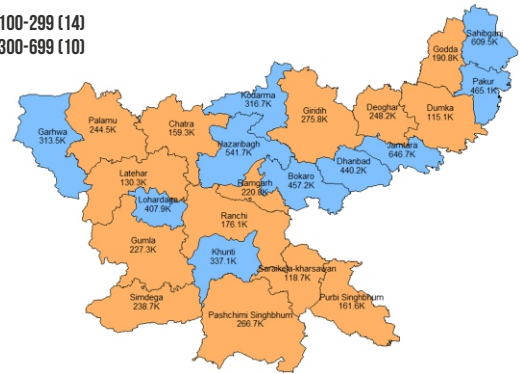 100-299 (14)
300-699 (10)
Sahibganj
609.5K
Godda
190.8K
Pakur
465.1K
Kodarma
316.7K
Giridih
275.8K
Deoghar
248.2K
Dumka
115.1K
Garhwa
313.5K
Palamu
244.5K
Chatra
159.3K
Hazaribagh
541.7K
Jamtara
646.7K
Dhanbad
440.2K
Bokaro
457.2K
Latehar
130.3K
Ramgarh
220.8K
Lohardaga
407.9K
Ranchi
176.1K
Gumla
227.3K
Khunti
337.1K
Saraikela-kharsawan
118.7K
Simdega
238.7K
Purbi Singhbhum
161.6K
Pashchimi Singhbhum
266.7K